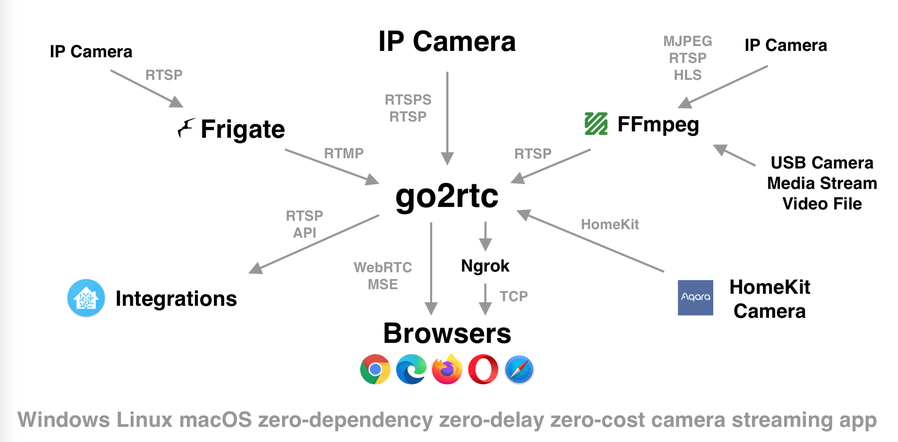 IP Camera
IP Camera
MJPEG
RTSP
HLS
IP Camera
RTSP
RTSPS
RTSP
Frigate
FFmpeg
RTMP
RTSP
USB Camera
Media Stream
Video File
go2rtc
RTSP
API
HomeKit
WebRTC
MSE
Ngrok
TCP
Integrations
Aqara
HomeKit
Camera
Browsers
Windows Linux macOS zero-dependency zero-delay zero-cost camera streaming app